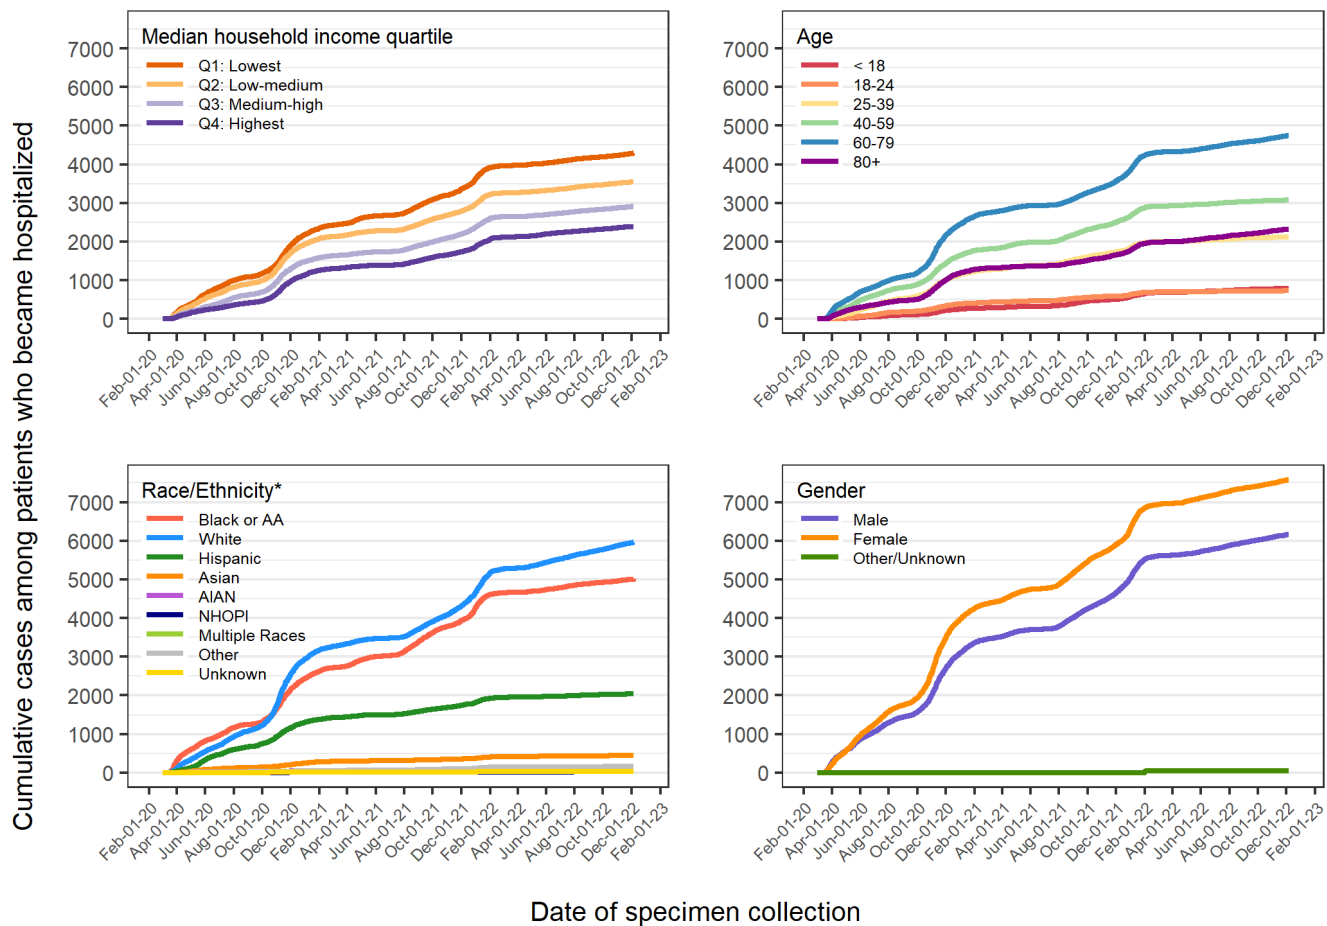 Cumulative cases among patients who became hospitalized
Median household income quartile
Q1: Lowest
Q2: Low-medium
Q3: Medium-high
Q4: Highest
7000
6000
5000
4000
3000
2000
1000
0
Feb-01-20 Apr-01-20 Jun-01-20 Aug-01-20 Oct-01-20 Dec-01-20 Feb-01-21 Apr-01-21 Jun-01-21 Aug-01-21 Oct-01-21 Dec-01-21 Feb-01-22 Apr-01-22 Jun-01-22 Aug-01-22 Oct-01-22 Dec-01-22 Feb-01-23
Age
< 18
18-24
25-39
40-59
60-79
80+
7000
6000
5000
4000
3000
2000
1000
0
Feb-01-20 Apr-01-20 Jun-01-20 Aug-01-20 Oct-01-20 Dec-01-20 Feb-01-21 Apr-01-21 Jun-01-21 Aug-01-21 Oct-01-21 Dec-01-21 Feb-01-22 Apr-01-22 Jun-01-22 Aug-01-22 Oct-01-22 Dec-01-22 Feb-01-23
Race/Ethnicity*
Black or AA
White
Hispanic
Asian
AIAN
NHOPI
Multiple Races
Other
Unknown
7000
6000
5000
4000
3000
2000
1000
0
Feb-01-20 Apr-01-20 Jun-01-20 Aug-01-20 Oct-01-20 Dec-01-20 Feb-01-21 Apr-01-21 Jun-01-21 Aug-01-21 Oct-01-21 Dec-01-21 Feb-01-22 Apr-01-22 Jun-01-22 Aug-01-22 Oct-01-22 Dec-01-22 Feb-01-23
Gender
Male
Female
Other/Unknown
7000
6000
5000
4000
3000
2000
1000
0
Feb-01-20 Apr-01-20 Jun-01-20 Aug-01-20 Oct-01-20 Dec-01-20 Feb-01-21 Apr-01-21 Jun-01-21 Aug-01-21 Oct-01-21 Dec-01-21 Feb-01-22 Apr-01-22 Jun-01-22 Aug-01-22 Oct-01-22 Dec-01-22 Feb-01-23
Date of specimen collection